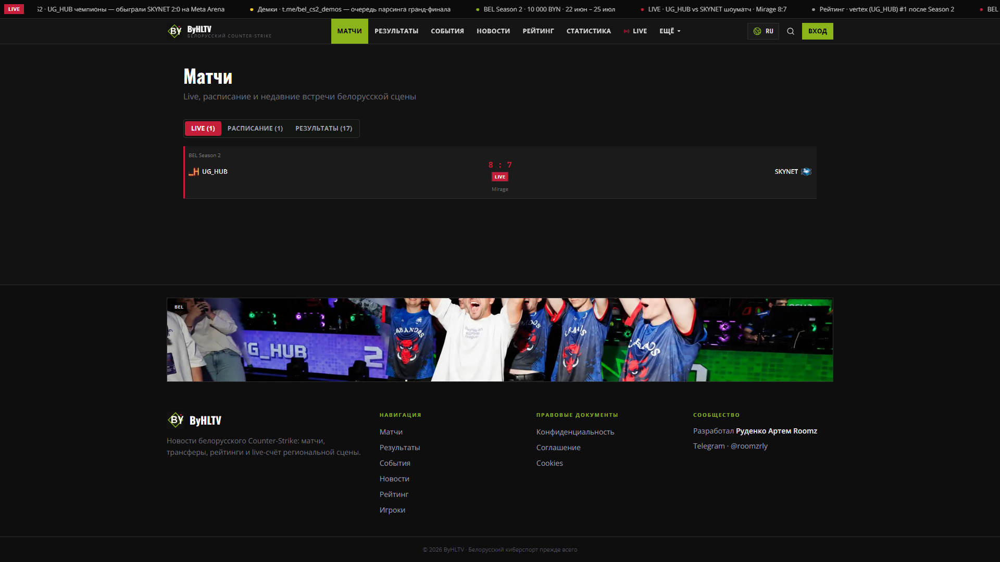 LIVE
S2 · UG_HUB чемпионы — обыграли SKYNET 2:0 на Meta Arena
Демки · t.me/bel_cs2_demos — очередь парсинга гранд-финала
BEL Season 2 · 10 000 BYN · 22 июн – 25 июл
LIVE · UG_HUB vs SKYNET шоуматч · Mirage 8:7
Рейтинг · vertex (UG_HUB) #1 после Season 2
BEL
BY
ByHLTV
БЕЛОРУССКИЙ COUNTER-STRIKE
МАТЧИ
РЕЗУЛЬТАТЫ
СОБЫТИЯ
НОВОСТИ
РЕЙТИНГ
СТАТИСТИКА
LIVE
ЕЩЁ
RU
ВХОД
Матчи
Live, расписание и недавние встречи белорусской сцены
LIVE (1)
РАСПИСАНИЕ (1)
РЕЗУЛЬТАТЫ (17)
BEL Season 2
_H UG_HUB
8 : 7
LIVE
Mirage
SKYNET
BEL
UG_HUB
2
BY
ByHLTV
Новости белорусского Counter-Strike: матчи,
трансферы, рейтинги и live-счёт региональной сцены.
НАВИГАЦИЯ
Матчи
Результаты
События
Новости
Рейтинг
Игроки
ПРАВОВЫЕ ДОКУМЕНТЫ
Конфиденциальность
Соглашение
Cookies
СООБЩЕСТВО
Разработал Руденко Артем Roomz
Telegram · @roomzrly
© 2026 ByHLTV · Белорусский киберспорт прежде всего